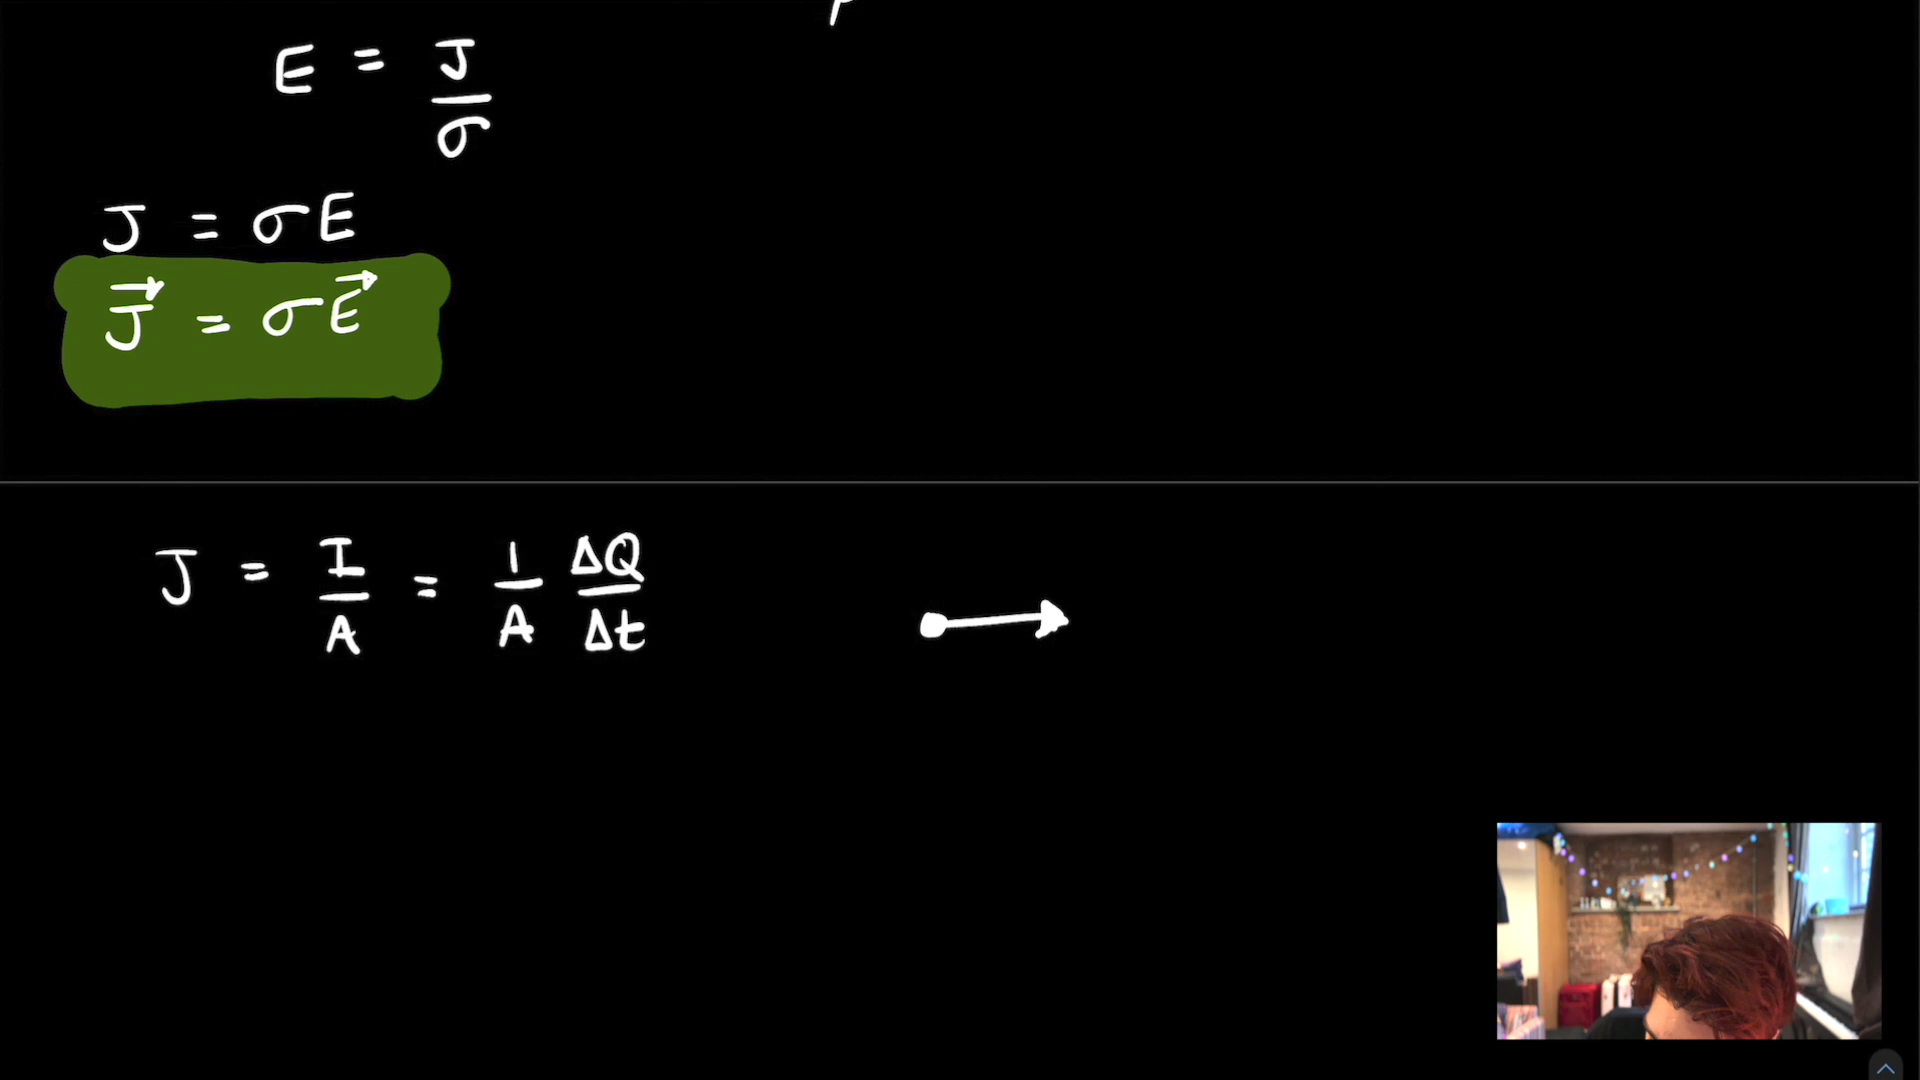 E = J/σ
J = σE
J⃗ = σE⃗
J = I/A = 1/A ΔQ/Δt